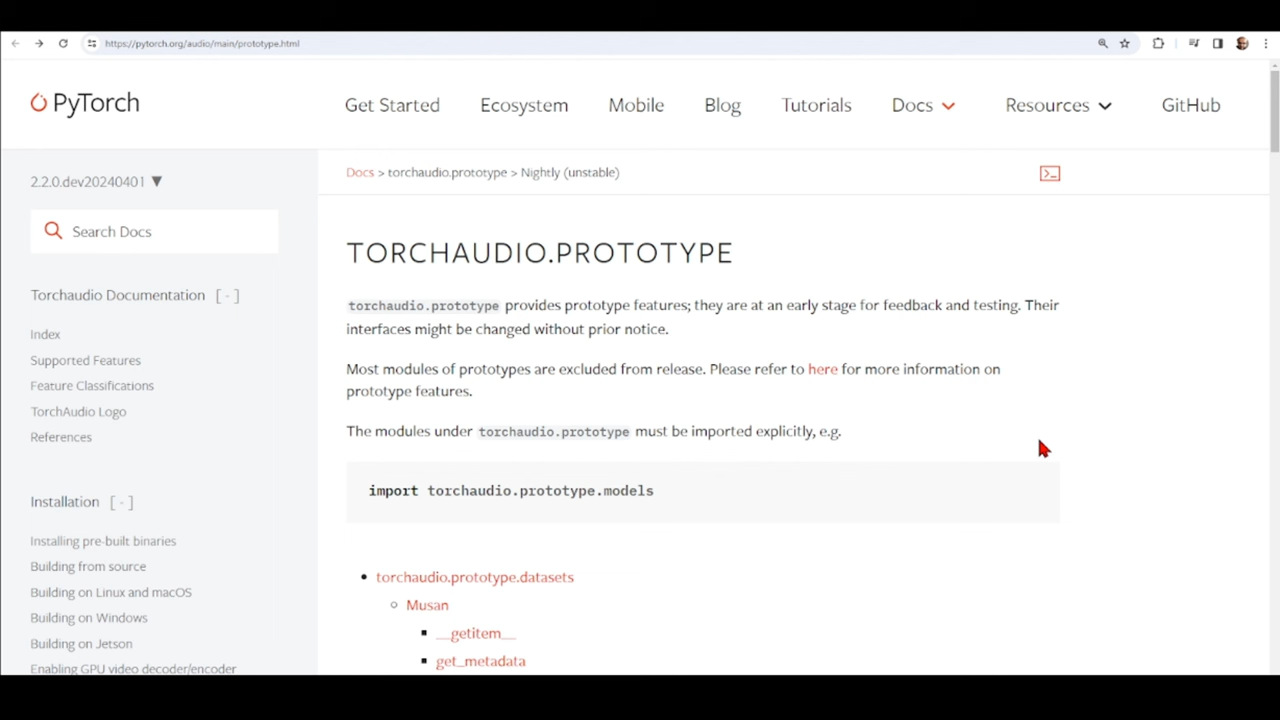 https://pytorch.org/audio/main/prototype.html
PyTorch
Get Started Ecosystem Mobile Blog Tutorials Docs Resources GitHub
2.2.0.dev20240401 ▼
Docs > torchaudio.prototype > Nightly (unstable)
Search Docs
TORCHAUDIO.PROTOTYPE
Torchaudio Documentation [ - ]
Index
Supported Features
Feature Classifications
TorchAudio Logo
References
Installation [ - ]
Installing pre-built binaries
Building from source
Building on Linux and macOS
Building on Windows
Building on Jetson
Enabling GPU video decoder/encoder
torchaudio.prototype provides prototype features; they are at an early stage for feedback and testing. Their
interfaces might be changed without prior notice.
Most modules of prototypes are excluded from release. Please refer to here for more information on
prototype features.
The modules under torchaudio.prototype must be imported explicitly, e.g.
import torchaudio.prototype.models
torchaudio.prototype.datasets
Musan
__getitem__
get_metadata